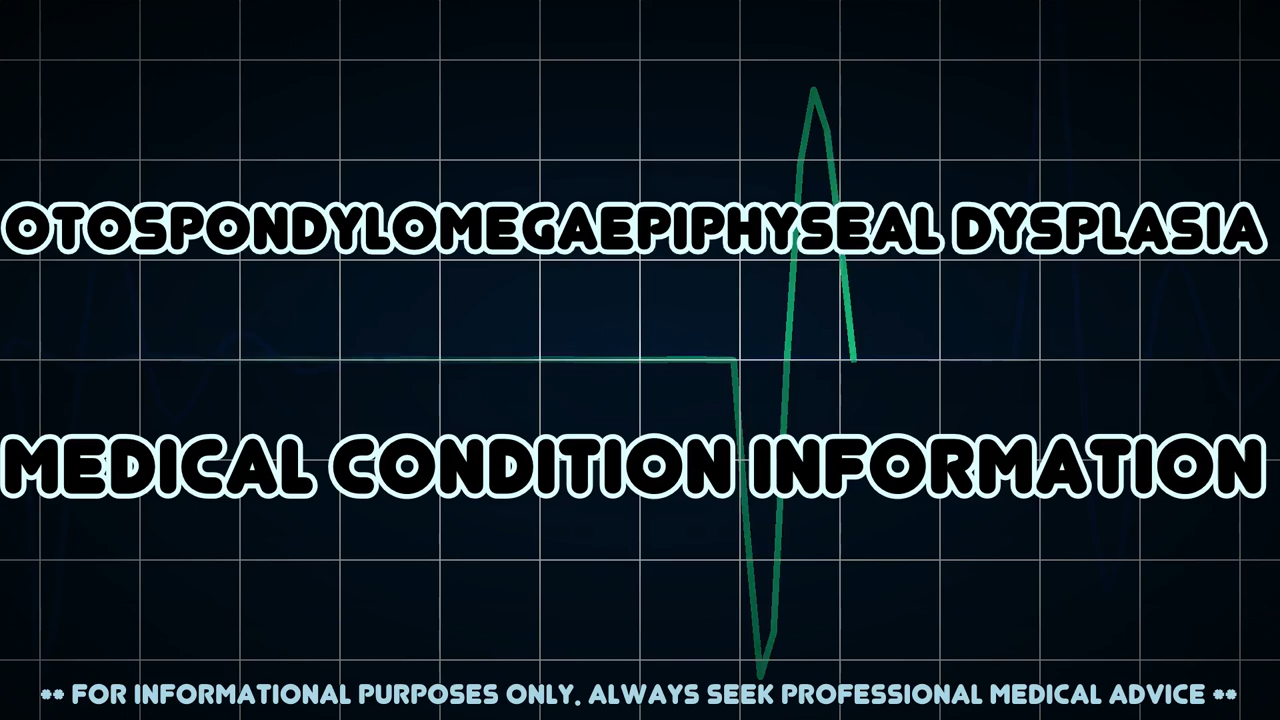 OTOSPONDYLOMEGAEPIPHYSEAL DYSPLASIA
MEDICAL CONDITION INFORMATION
** FOR INFORMATIONAL PURPOSES ONLY. ALWAYS SEEK PROFESSIONAL MEDICAL ADVICE **